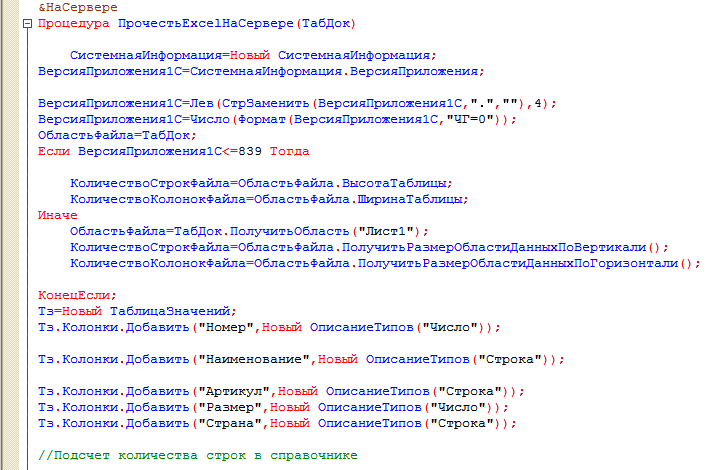 &НаСервере
Процедура ПрочестьExcelНаСервере(ТабДок)
СистемнаяИнформация=Новый СистемнаяИнформация;
ВерсияПриложения1С=СистемнаяИнформация.ВерсияПриложения;
ВерсияПриложения1С=Лев(СтрЗаменить(ВерсияПриложения1С,".",""),4);
ВерсияПриложения1С=Число(Формат(ВерсияПриложения1С,"ЧГ=0"));
ОбластьФайла=ТабДок;
Если ВерсияПриложения1С<=839 Тогда
КоличествоСтрокФайла=ОбластьФайла.ВысотаТаблицы;
КоличествоКолонокФайла=ОбластьФайла.ШиринаТаблицы;
Иначе
ОбластьФайла=ТабДок.ПолучитьОбласть("Лист1");
КоличествоСтрокФайла=ОбластьФайла.ПолучитьРазмерОбластиДанныхПоВертикали();
КоличествоКолонокФайла=ОбластьФайла.ПолучитьРазмерОбластиДанныхПоГоризонтали();
КонецЕсли;
Тз=Новый ТаблицаЗначений;
Тз.Колонки.Добавить("Номер",Новый ОписаниеТипов("Число"));
Тз.Колонки.Добавить("Наименование",Новый ОписаниеТипов("Строка"));
Тз.Колонки.Добавить("Артикул",Новый ОписаниеТипов("Строка"));
Тз.Колонки.Добавить("Размер",Новый ОписаниеТипов("Число"));
Тз.Колонки.Добавить("Страна",Новый ОписаниеТипов("Строка"));
//Подсчет количества строк в справочнике